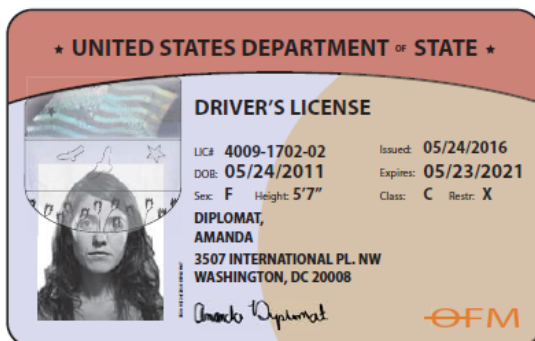 ★ UNITED STATES DEPARTMENT OF STATE ★
DRIVER'S LICENSE
LIC# 4009-1702-02 Issued: 05/24/2016
DOB: 05/24/2011 Expires: 05/23/2021
Sex: F Height: 5'7" Class: C Restr: X
DIPLOMAT,
AMANDA
3507 INTERNATIONAL PL. NW
WASHINGTON, DC 20008
Amanda Diplomat
OFM